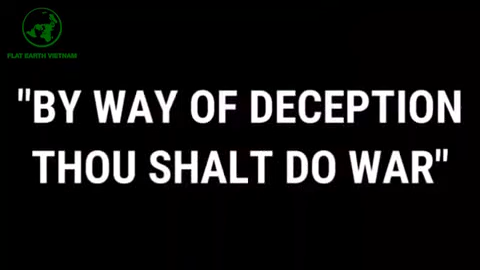 FLAT EARTH VIETNAM
"BY WAY OF DECEPTION
THOU SHALT DO WAR"